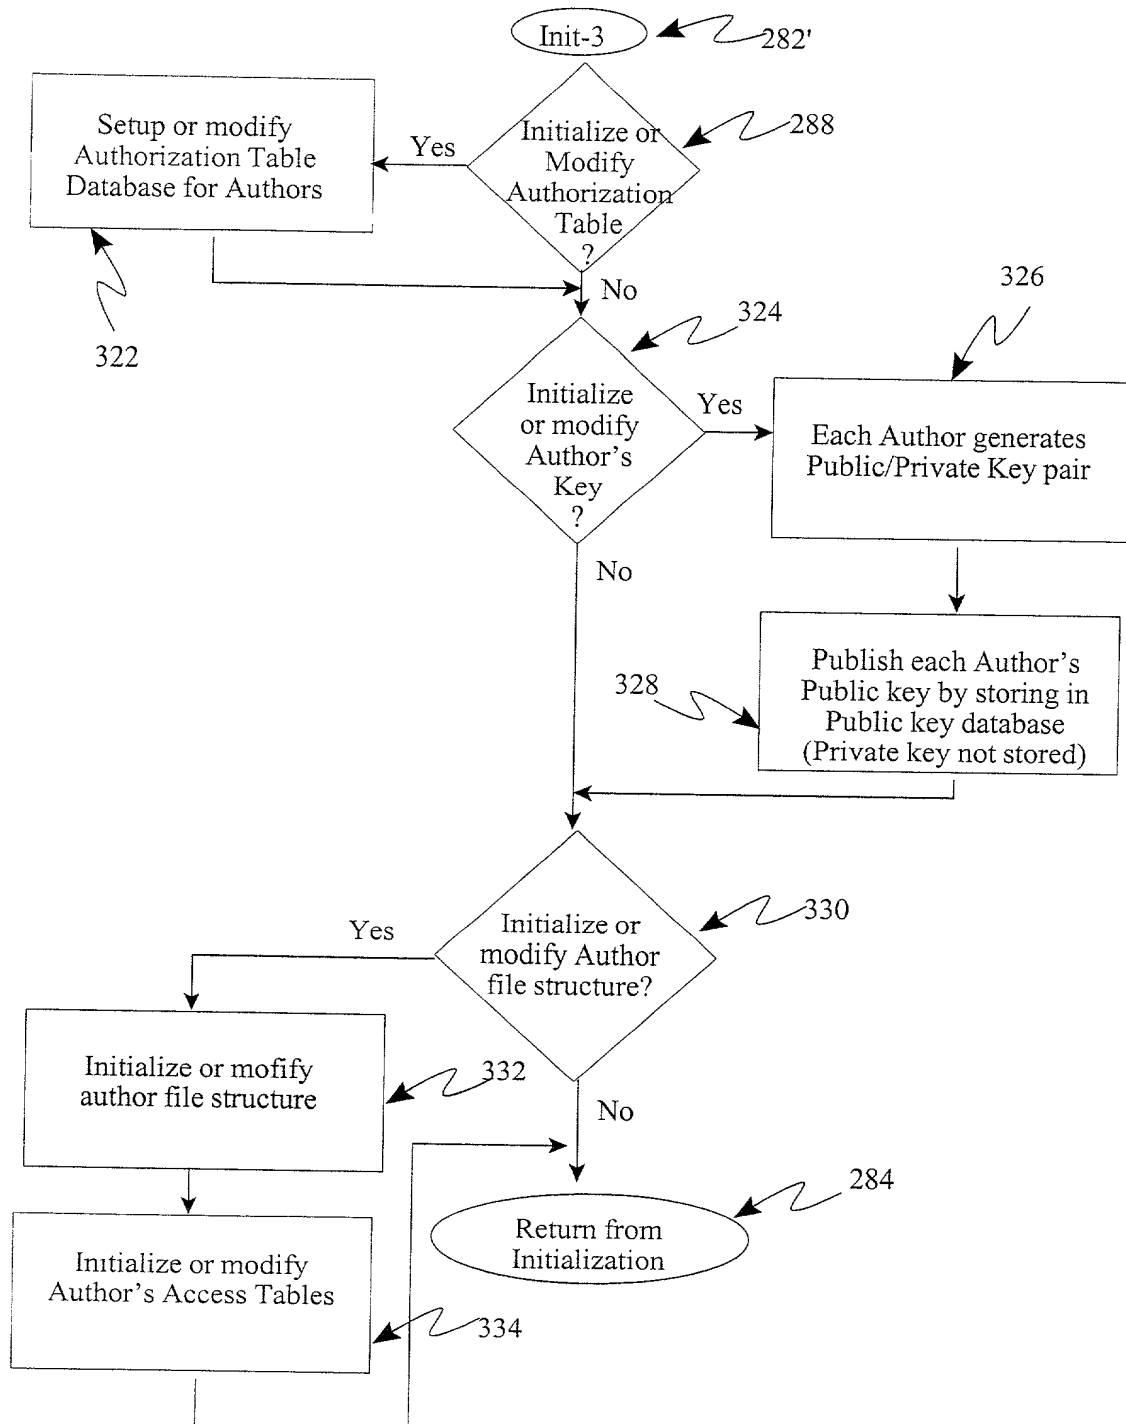 Init-3
282'
Setup or modify
Authorization Table
Database for Authors
Yes
Initialize or
Modify
Authorization
Table
?
288
322
No
324
326
Initialize
or modify
Author's
Key
?
Yes
Each Author generates
Public/Private Key pair
No
328
Publish each Author's
Public key by storing in
Public key database
(Private key not stored)
Yes
Initialize or
modify Author
file structure?
330
Initialize or mofify
author file structure
332
No
284
Return from
Initialization
Initialize or modify
Author's Access Tables
334